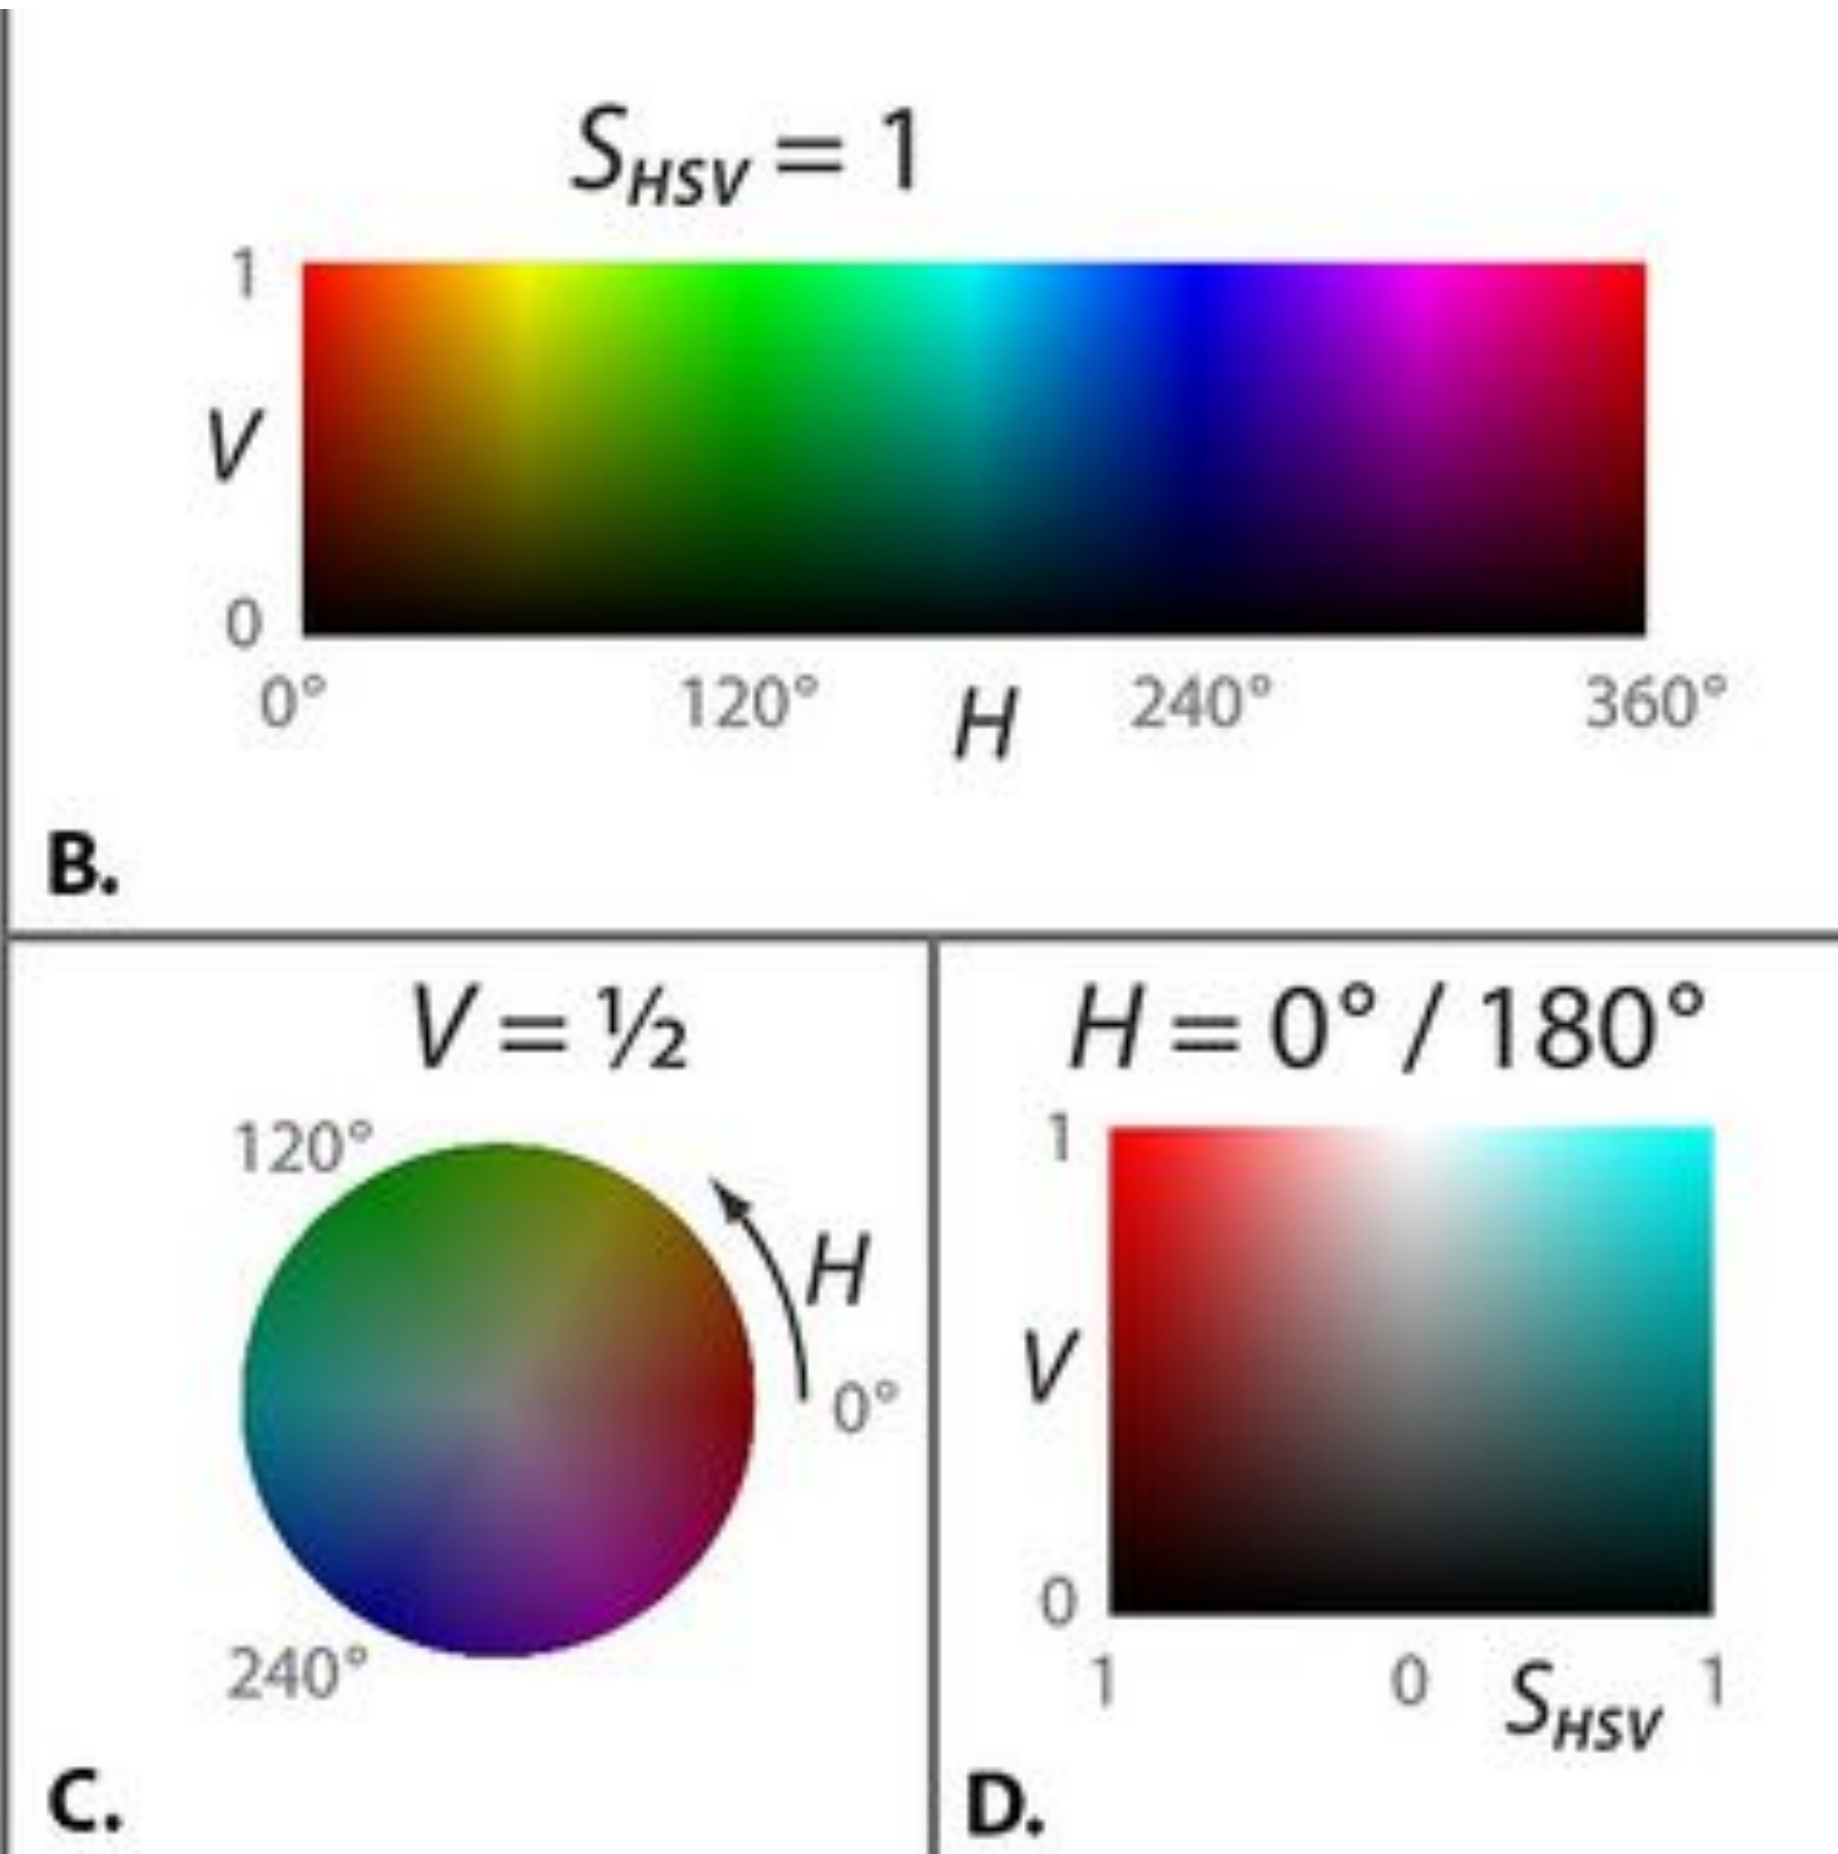 S_HSV = 1
1
V
0
0° 120° H 240° 360°
B.
V = ½
120°
H
0°
240°
C.
H = 0° / 180°
1
V
0
1 0 S_HSV 1
D.